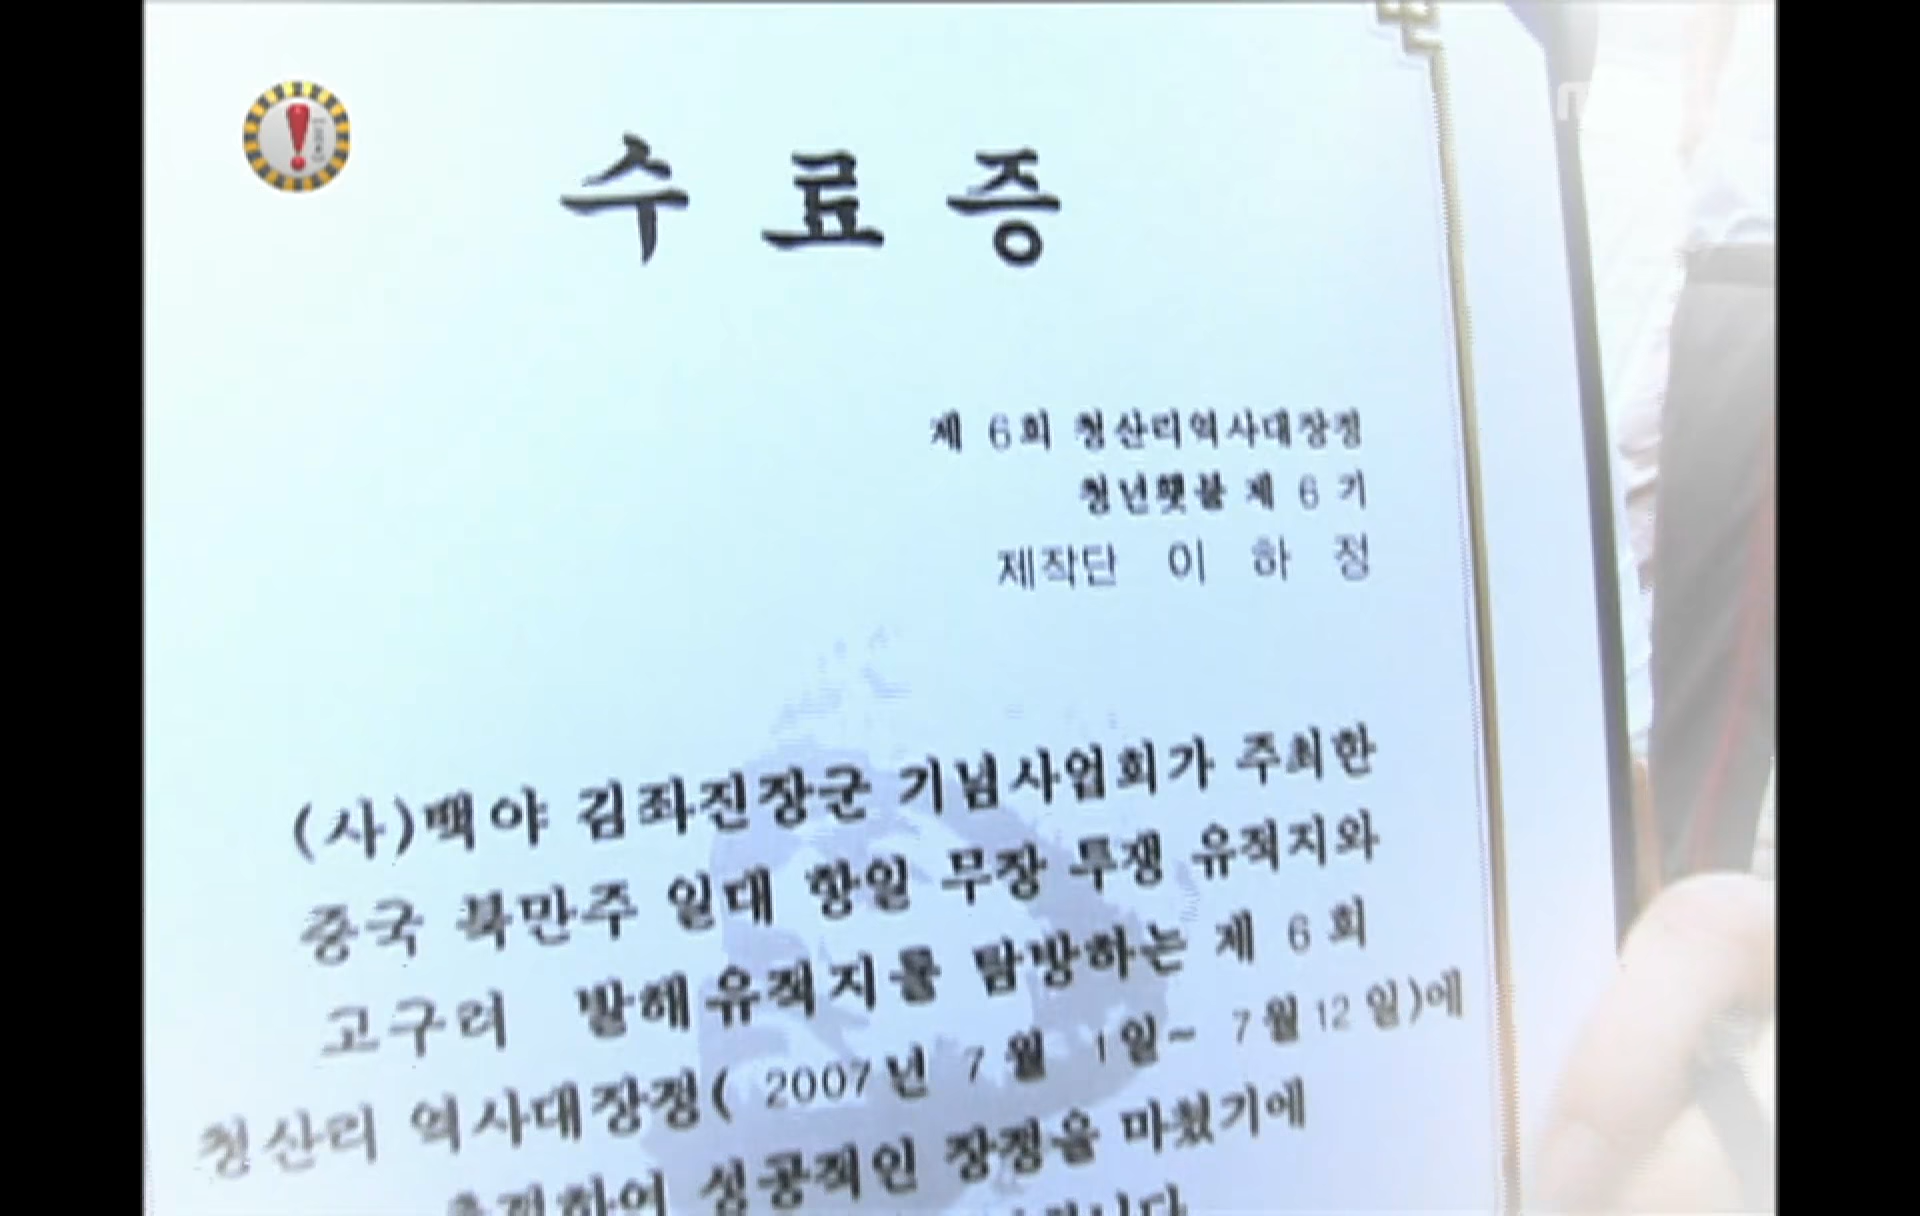 수료증
제 6회 청산리역사대장정
청년횃불 제 6 기
제작단 이 하 정
(사)백야 김좌진장군 기념사업회가 주최한
중국 북만주 일대 항일 무장 투쟁 유적지와
고구려 발해유적지를 탐방하는 제 6회
청산리 역사대장정( 2007년 7월 1일~ 7월12일)에
성공적인 장정을 마쳤기에